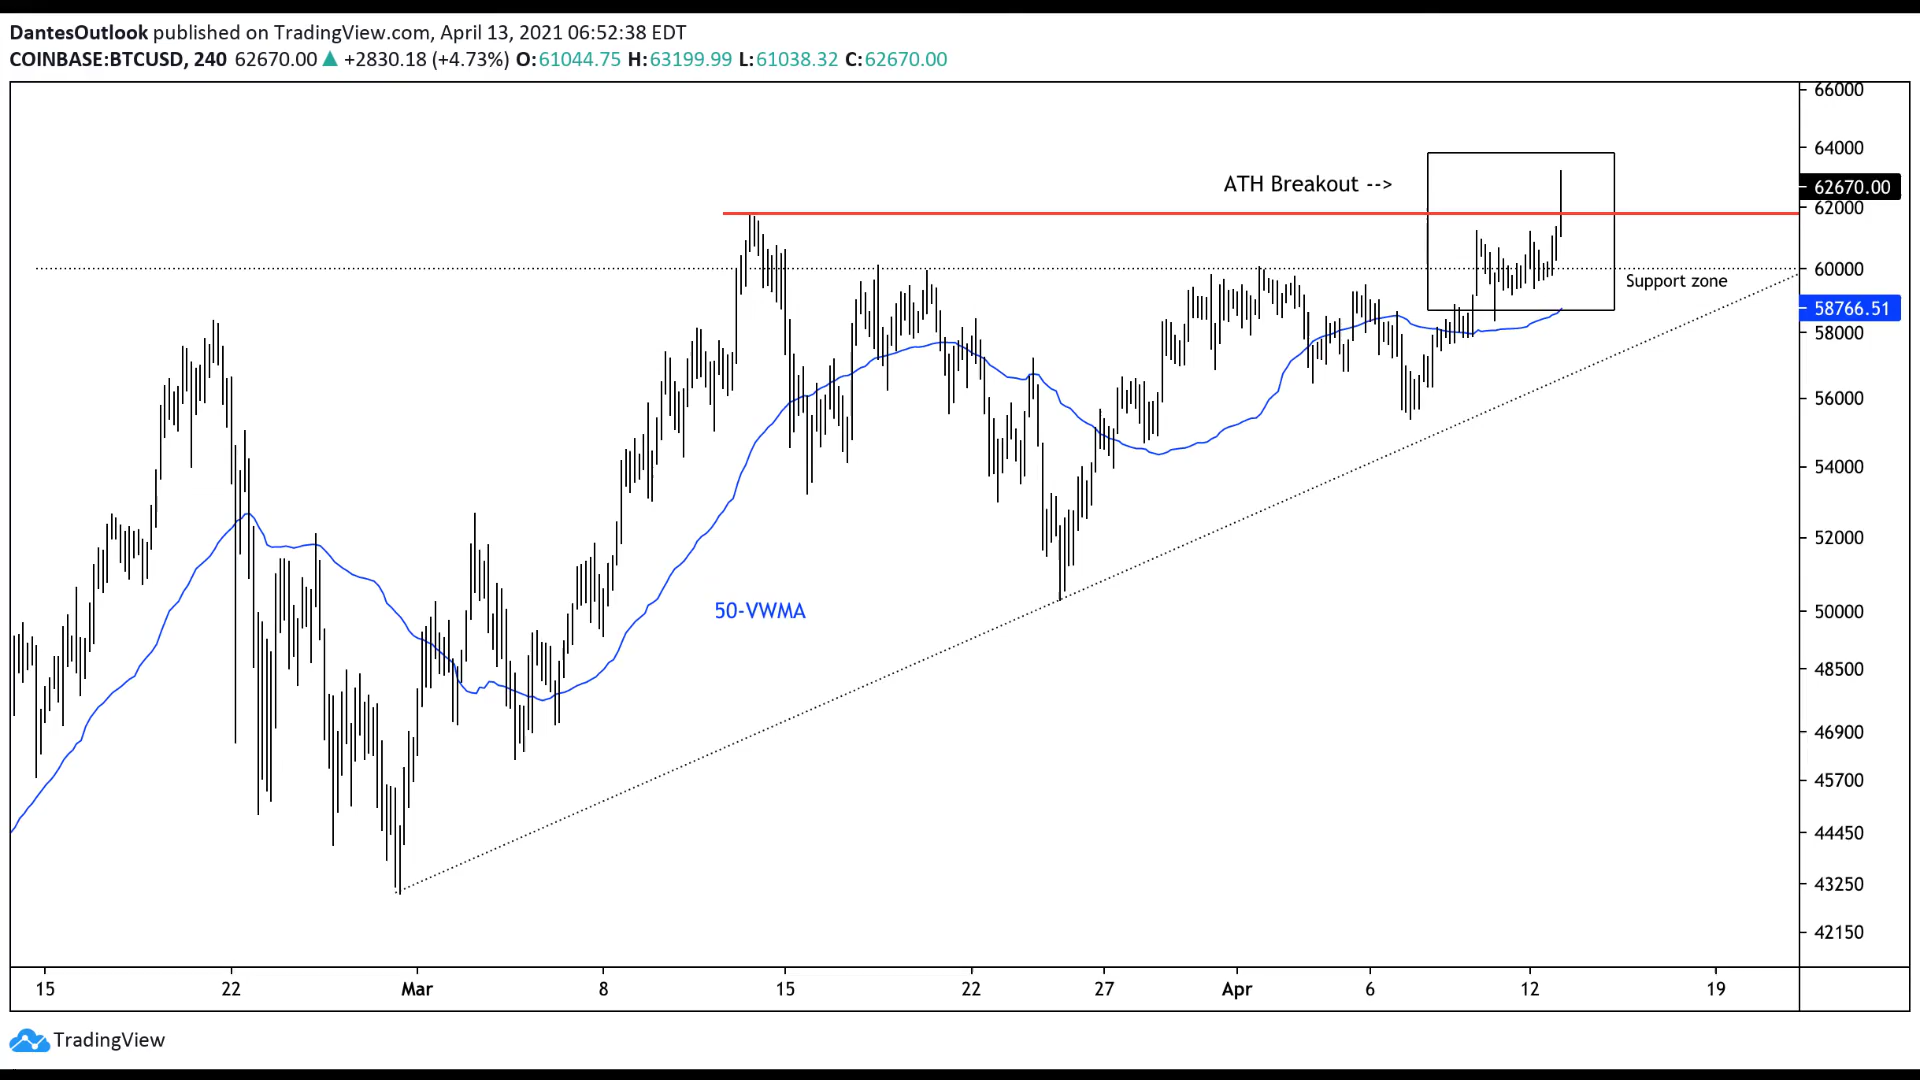 DantesOutlook published on TradingView.com, April 13, 2021 06:52:38 EDT
COINBASE:BTCUSD, 240 62670.00 ▲ +2830.18 (+4.73%) O:61044.75 H:63199.99 L:61038.32 C:62670.00
66000
64000
ATH Breakout -->
62670.00
62000
60000
Support zone
58766.51
58000
56000
54000
52000
50-VWMA
50000
48500
46900
45700
44450
43250
42150
15 22 Mar 8 15 22 27 Apr 6 12 19
TradingView